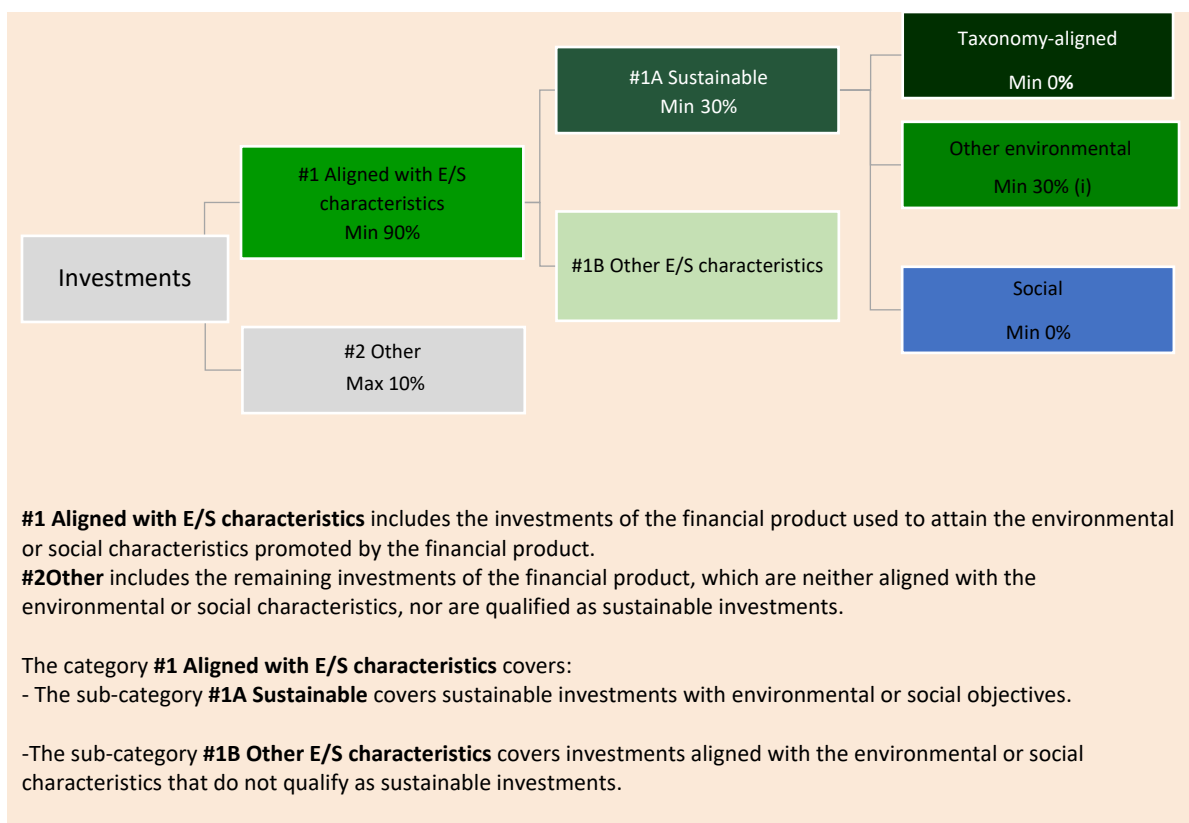 Taxonomy-aligned
Min 0%
#1A Sustainable
Min 30%
Other environmental
Min 30% (i)
#1 Aligned with E/S
characteristics
Min 90%
#1B Other E/S characteristics
Investments
Social
Min 0%
#2 Other
Max 10%
#1 Aligned with E/S characteristics includes the investments of the financial product used to attain the environmental
or social characteristics promoted by the financial product.
#2Other includes the remaining investments of the financial product, which are neither aligned with the
environmental or social characteristics, nor are qualified as sustainable investments.
The category #1 Aligned with E/S characteristics covers:
- The sub-category #1A Sustainable covers sustainable investments with environmental or social objectives.
-The sub-category #1B Other E/S characteristics covers investments aligned with the environmental or social
characteristics that do not qualify as sustainable investments.